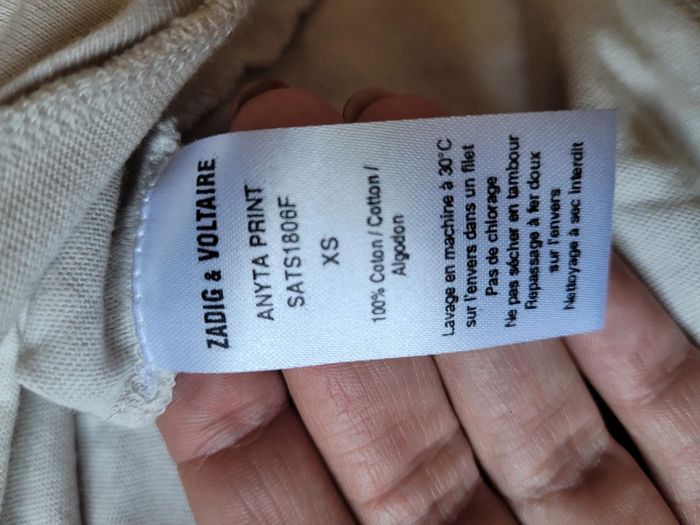 ZADIG & VOLTAIRE
ANYTA PRINT
SATS1806F
XS
100% Coton / Cotton /
Algodon
Lavage en machine à 30°C
sur l'envers dans un filet
Pas de chlorage
Ne pas sécher en tambour
Repassage à fer doux
sur l'envers
Nettoyage à sec interdit